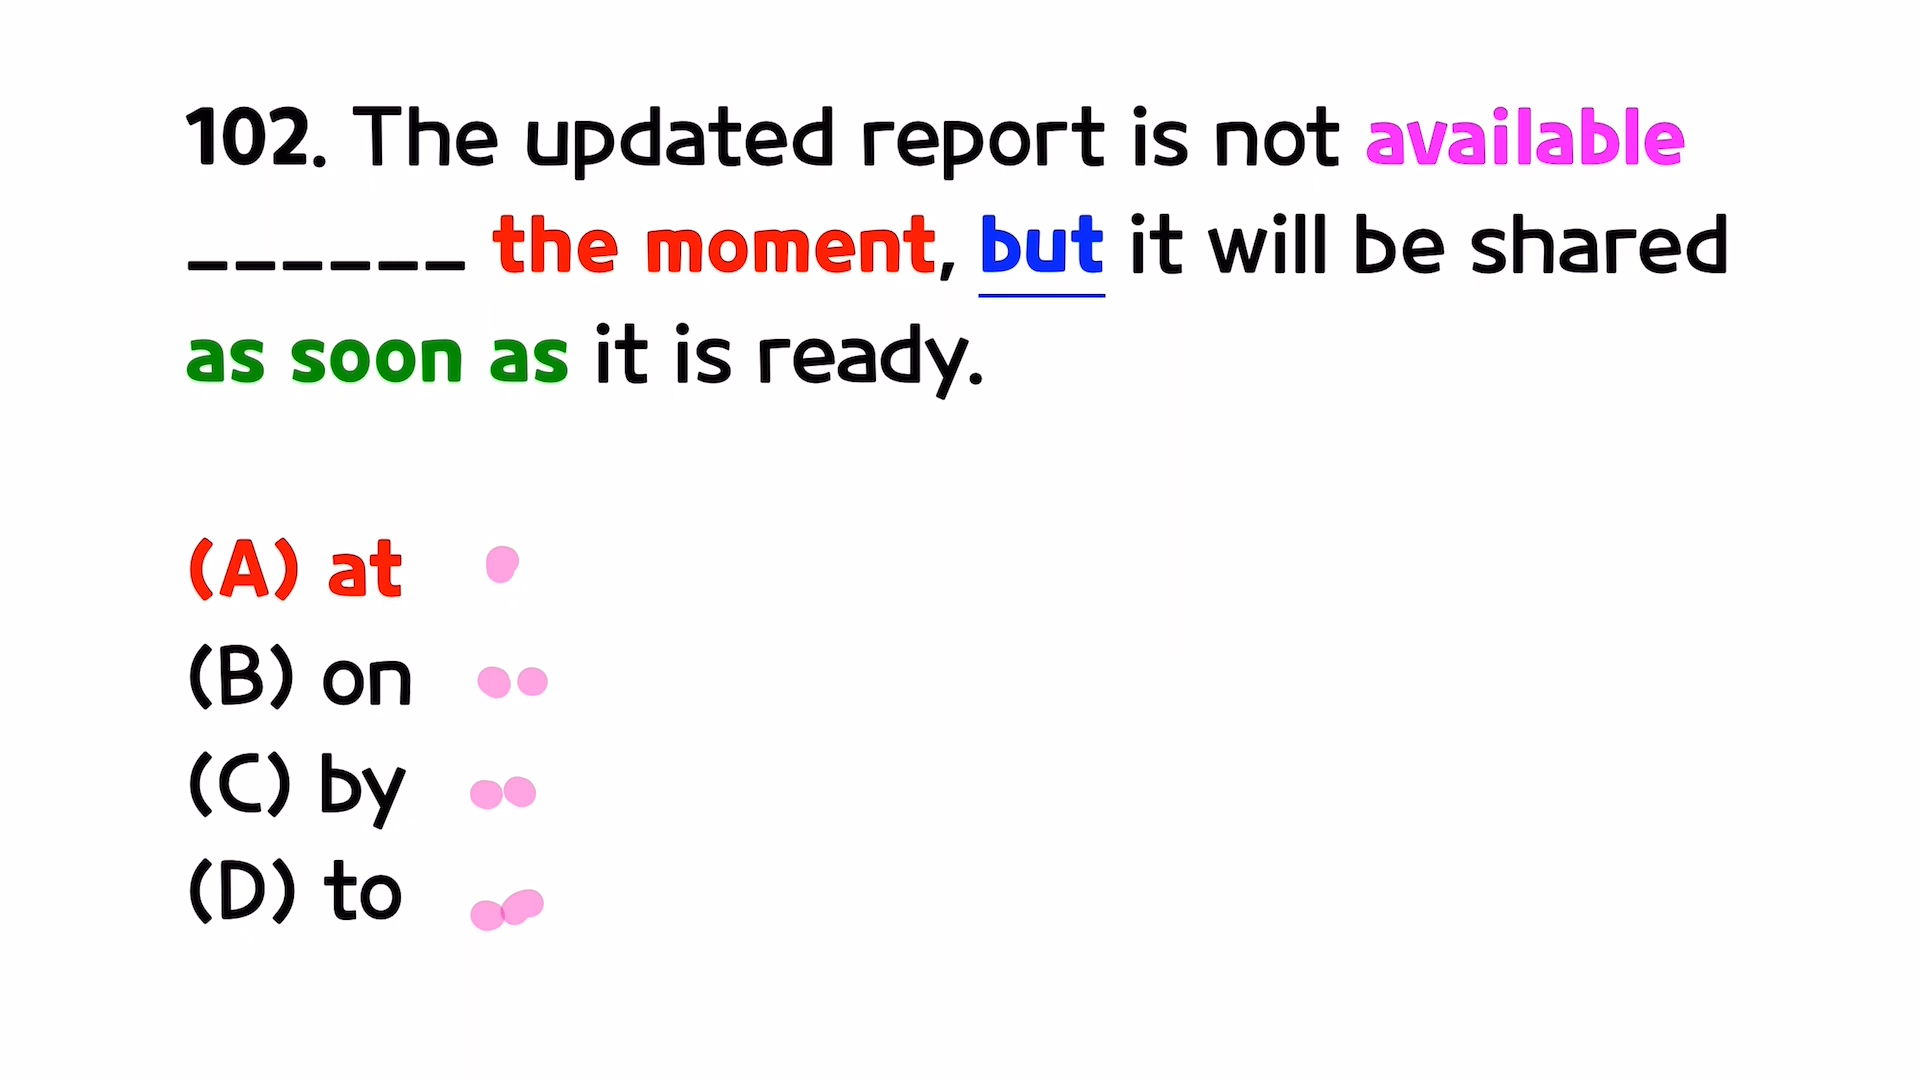 102. The updated report is not available
______ the moment, but it will be shared
as soon as it is ready.
(A) at
(B) on
(C) by
(D) to